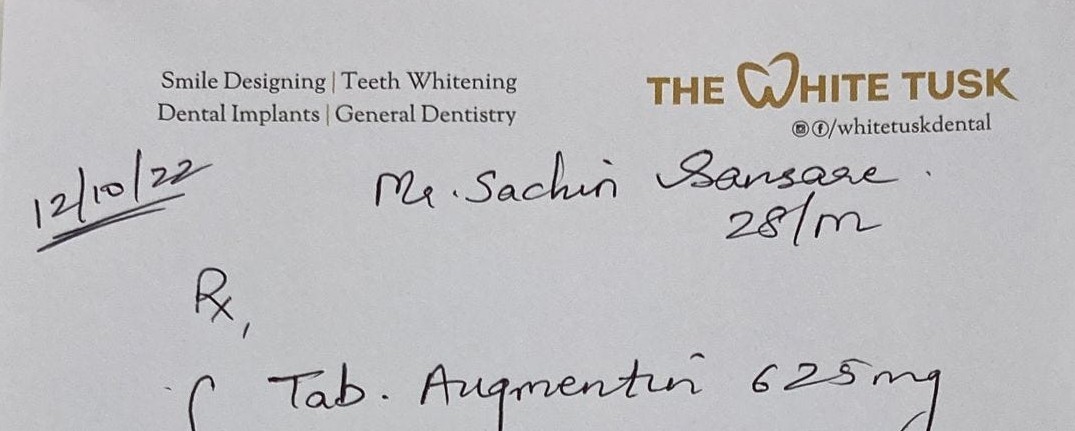 Smile Designing | Teeth Whitening
Dental Implants | General Dentistry
THE WHITE TUSK
/whitetuskdental
12/10/22
Mr. Sachin Sansare.
28/m
Rx,
Tab. Augmentin 625mg